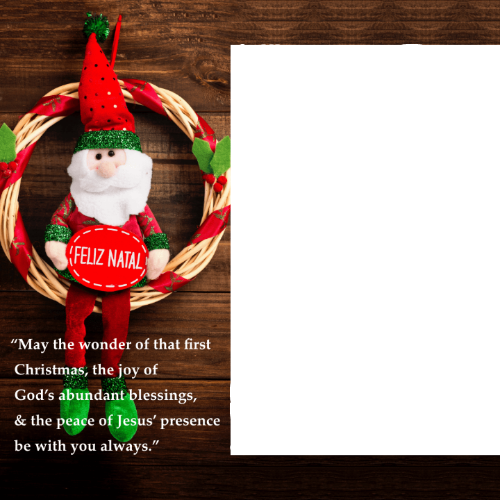 FELIZ NATAL
“May the wonder of that first
Christmas, the joy of
God’s abundant blessings,
& the peace of Jesus’ presence
be with you always.”